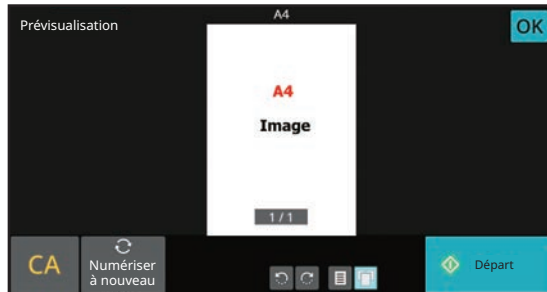 A4
Prévisualisation
OK
A4
Image
1 / 1
CA
Numériser
à nouveau
Départ